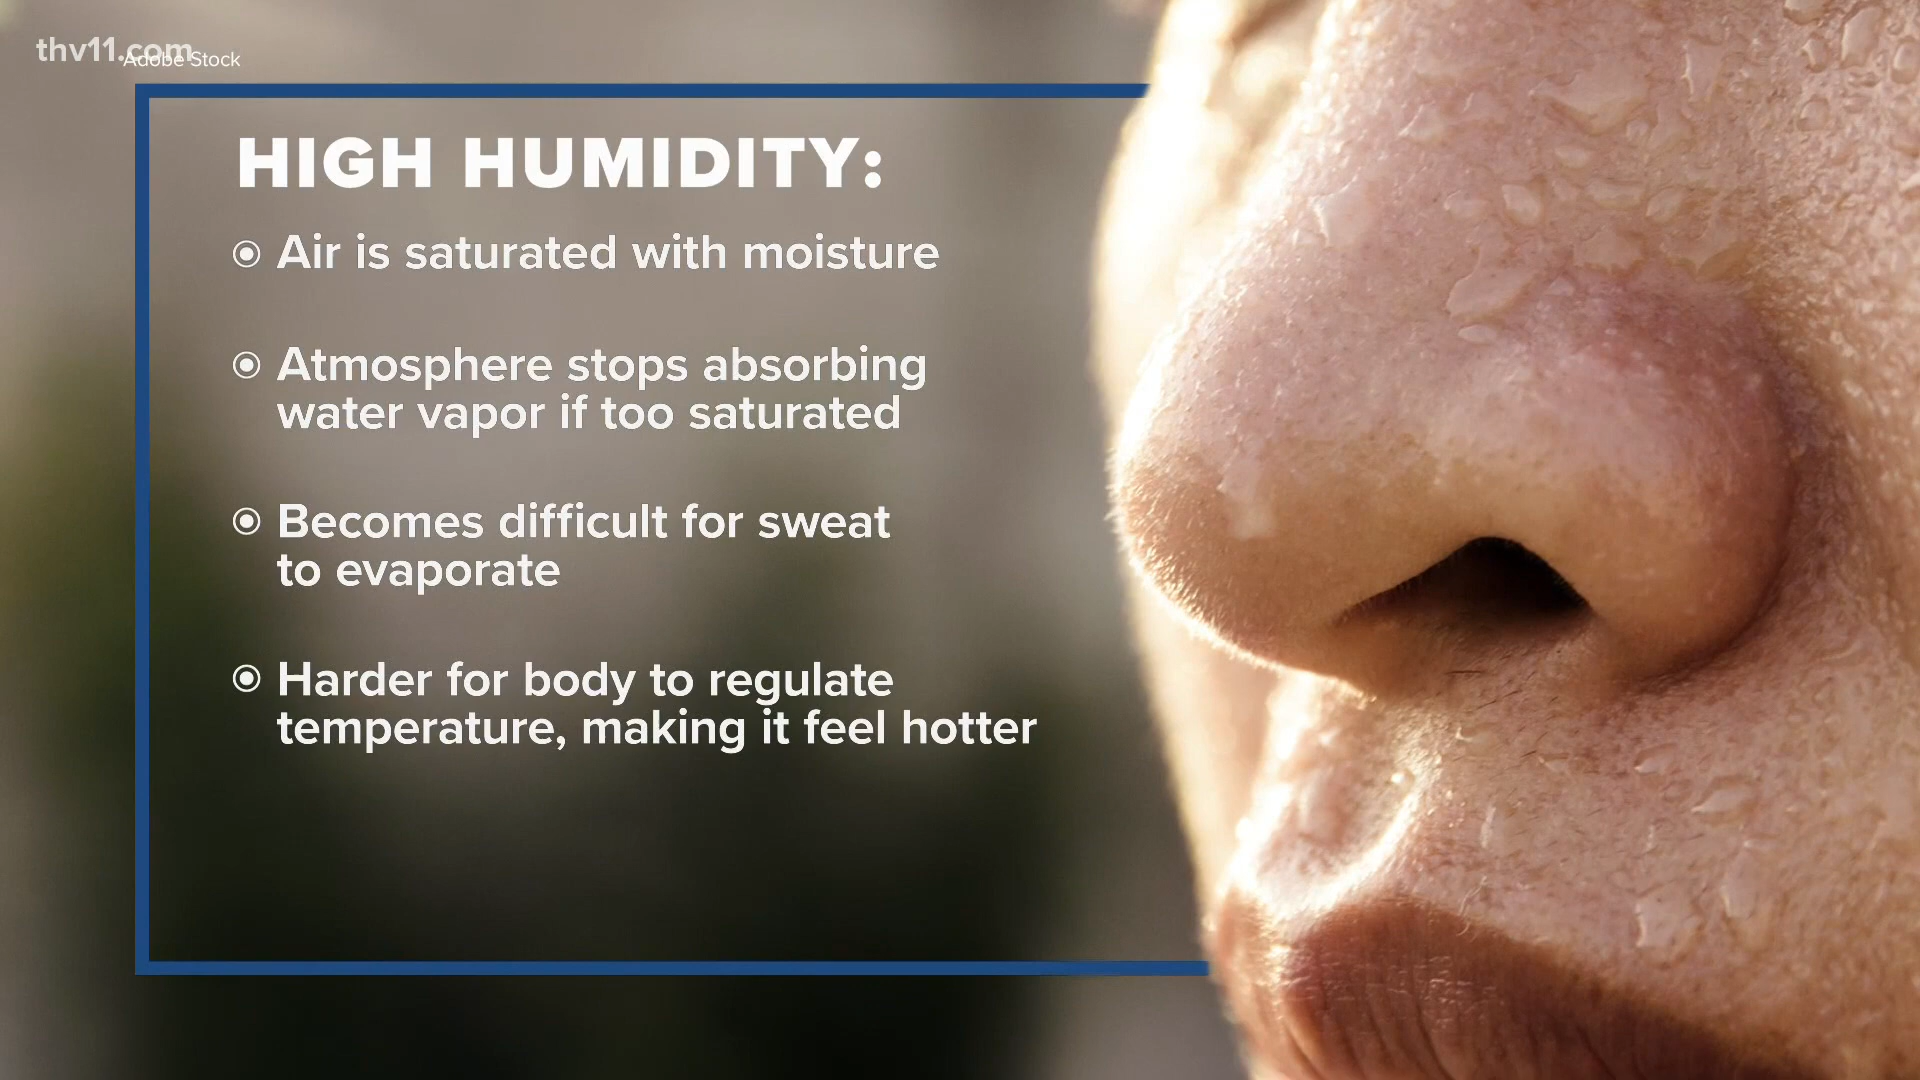 thv11.com
Adobe Stock
HIGH HUMIDITY:
Air is saturated with moisture
Atmosphere stops absorbing
water vapor if too saturated
Becomes difficult for sweat
to evaporate
Harder for body to regulate
temperature, making it feel hotter